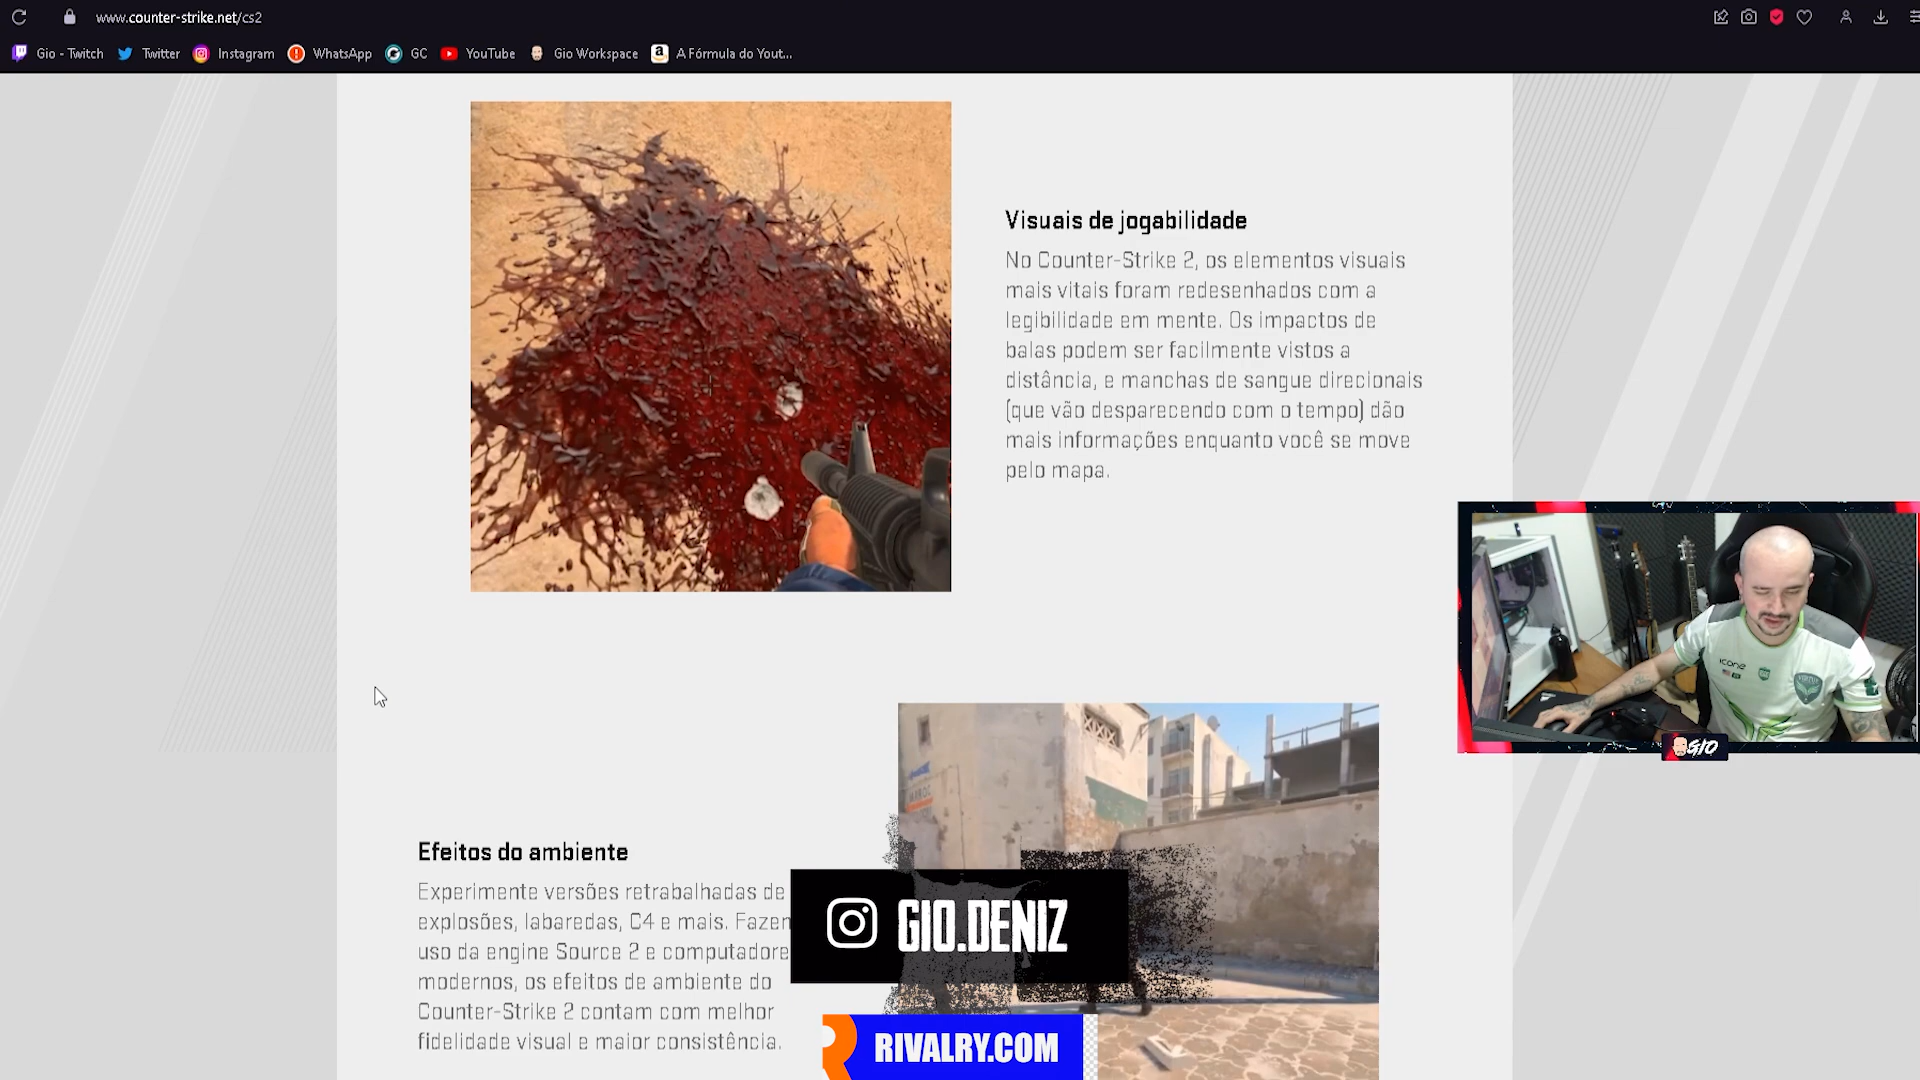 www.counter-strike.net/cs2
Gio - Twitch Twitter Instagram WhatsApp GC YouTube Gio Workspace A Fórmula do Yout...
Visuais de jogabilidade
No Counter-Strike 2, os elementos visuais
mais vitais foram redesenhados com a
legibilidade em mente. Os impactos de
balas podem ser facilmente vistos a
distância, e manchas de sangue direcionais
(que vão desparecendo com o tempo) dão
mais informações enquanto você se move
pelo mapa.
icone
GIO
MAROC
Efeitos do ambiente
Experimente versões retrabalhadas de
explosões, labaredas, C4 e mais. Fazen
uso da engine Source 2 e computadore
modernos, os efeitos de ambiente do
Counter-Strike 2 contam com melhor
fidelidade visual e maior consistência.
GIO.DENIZ
RIVALRY.COM